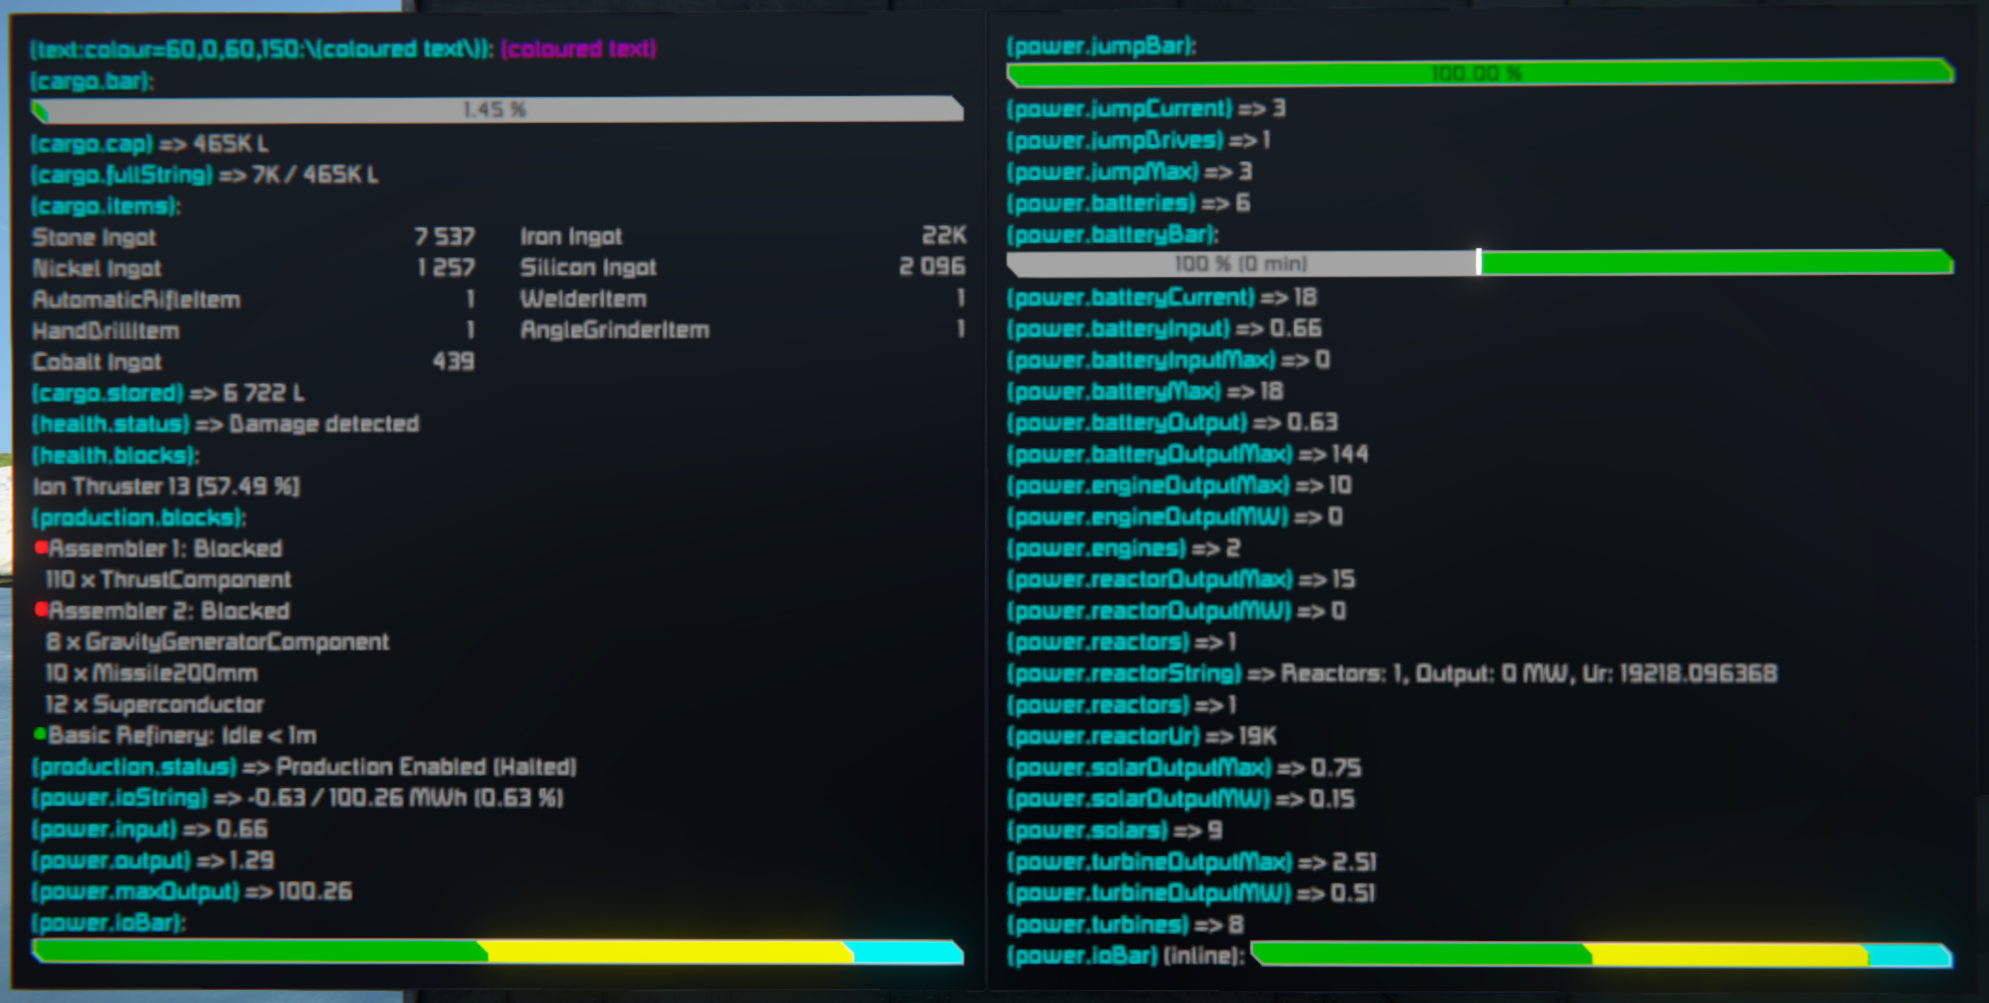 {text:colour=60,0,60,150:\(coloured text\)}: (coloured text)
{cargo.bar}:
1.45 %
{cargo.cap} => 465K L
{cargo.fullString} => 7K / 465K L
{cargo.items}:
Stone Ingot 7 537 Iron Ingot 22K
Nickel Ingot 1 257 Silicon Ingot 2 096
AutomaticRifleItem 1 WelderItem 1
HandDrillItem 1 AngleGrinderItem 1
Cobalt Ingot 439
{cargo.stored} => 6 722 L
{health.status} => Damage detected
{health.blocks}:
Ion Thruster 13 [57.49 %]
{production.blocks}:
Assembler 1: Blocked
110 x ThrustComponent
Assembler 2: Blocked
8 x GravityGeneratorComponent
10 x Missile200mm
12 x Superconductor
Basic Refinery: Idle < 1m
{production.status} => Production Enabled (Halted)
{power.ioString} => -0.63 / 100.26 MWh (0.63 %)
{power.input} => 0.66
{power.output} => 1.29
{power.maxOutput} => 100.26
{power.ioBar}:
{power.jumpBar}:
100.00 %
{power.jumpCurrent} => 3
{power.jumpDrives} => 1
{power.jumpMax} => 3
{power.batteries} => 6
{power.batteryBar}:
100 % (0 min)
{power.batteryCurrent} => 18
{power.batteryInput} => 0.66
{power.batteryInputMax} => 0
{power.batteryMax} => 18
{power.batteryOutput} => 0.63
{power.batteryOutputMax} => 144
{power.engineOutputMax} => 10
{power.engineOutputMW} => 0
{power.engines} => 2
{power.reactorOutputMax} => 15
{power.reactorOutputMW} => 0
{power.reactors} => 1
{power.reactorString} => Reactors: 1, Output: 0 MW, Ur: 19218.096368
{power.reactors} => 1
{power.reactorUr} => 19K
{power.solarOutputMax} => 0.75
{power.solarOutputMW} => 0.15
{power.solars} => 9
{power.turbineOutputMax} => 2.51
{power.turbineOutputMW} => 0.51
{power.turbines} => 8
{power.ioBar} (inline):